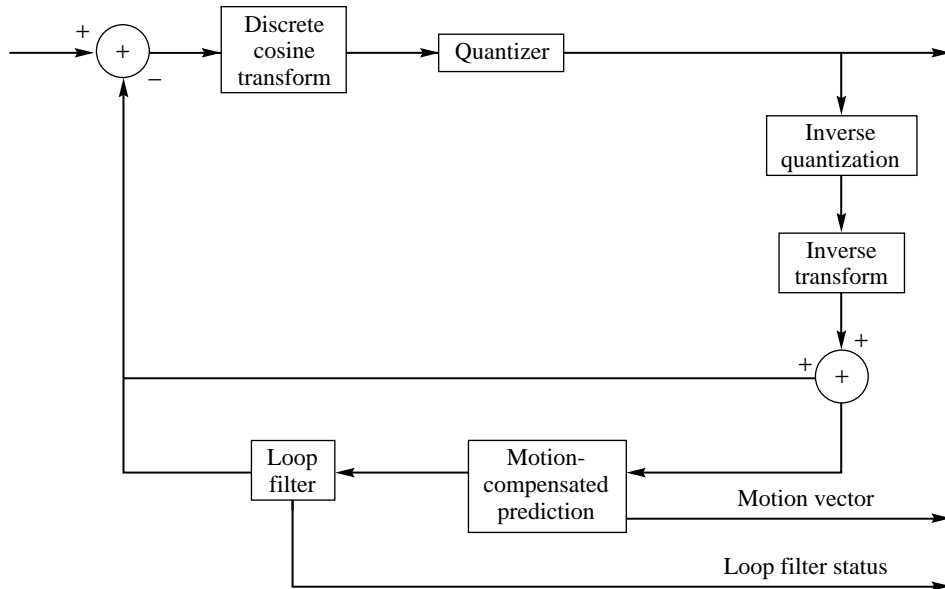 +
+
−
Discrete
cosine
transform
Quantizer
Inverse
quantization
Inverse
transform
+
+
+
Loop
filter
Motion-
compensated
prediction
Motion vector
Loop filter status